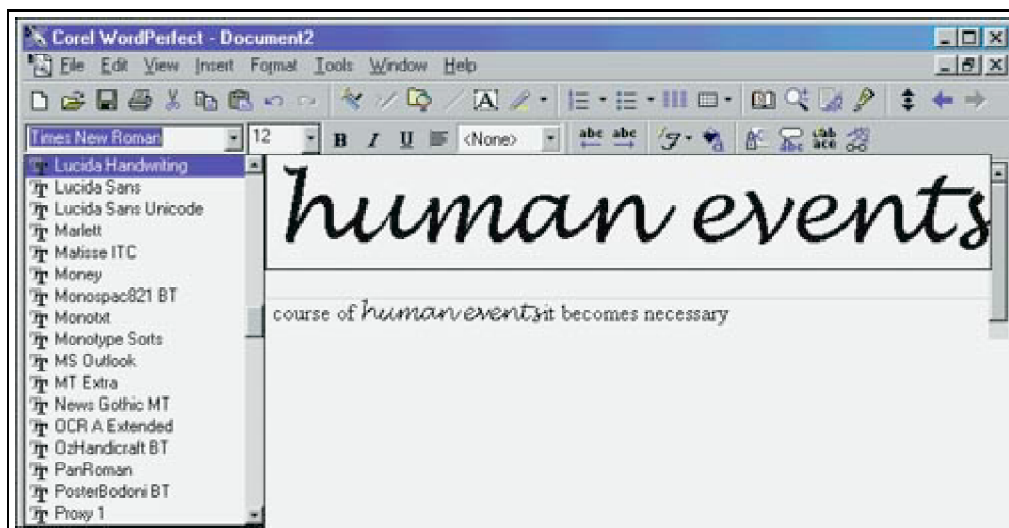 Corel WordPerfect - Document2
File Edit View Insert Format Tools Window Help
Times New Roman 12 B I U <None> abc abc
Lucida Handwriting
Lucida Sans
Lucida Sans Unicode
Marlett
Matisse ITC
Money
Monospac821 BT
Monotxt
Monotype Sorts
MS Outlook
MT Extra
News Gothic MT
OCR A Extended
OzHandicraft BT
PanRoman
PosterBodoni BT
Proxy 1
human events
course of human events it becomes necessary